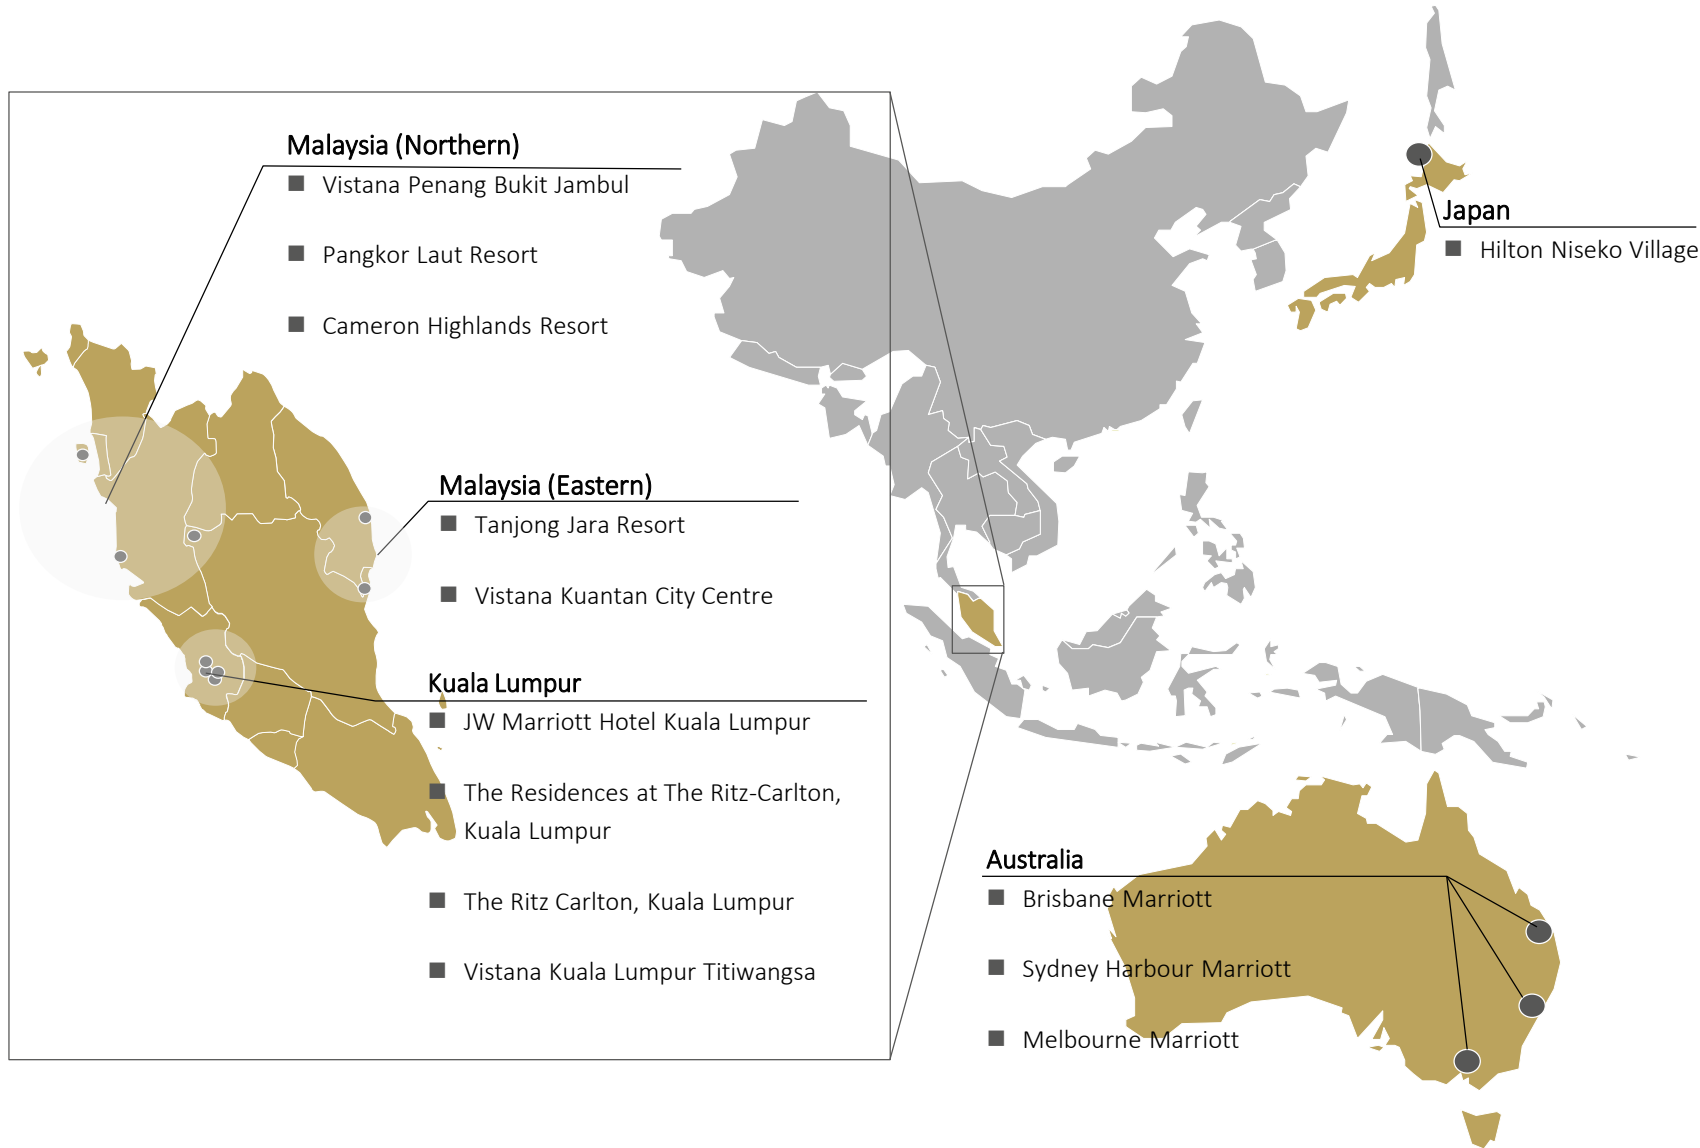 Malaysia (Northern)
Vistana Penang Bukit Jambul
Pangkor Laut Resort
Cameron Highlands Resort
Malaysia (Eastern)
Tanjong Jara Resort
Vistana Kuantan City Centre
Kuala Lumpur
JW Marriott Hotel Kuala Lumpur
The Residences at The Ritz-Carlton,
Kuala Lumpur
The Ritz Carlton, Kuala Lumpur
Vistana Kuala Lumpur Titiwangsa
Japan
Hilton Niseko Village
Australia
Brisbane Marriott
Sydney Harbour Marriott
Melbourne Marriott